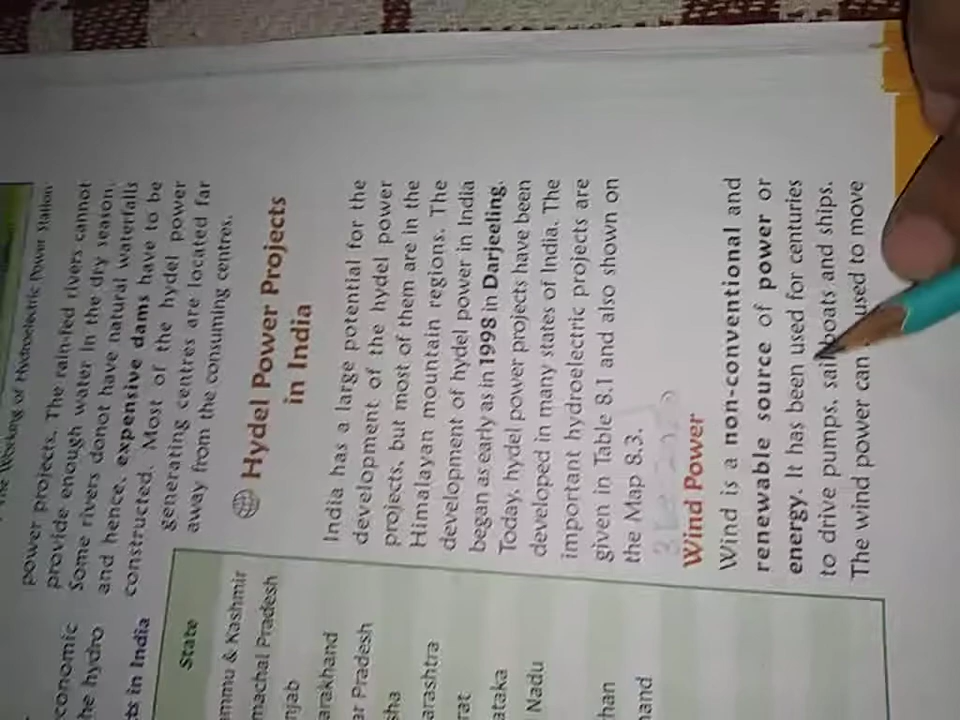 The Working of Hydroelectric Power Station
power projects. The rain-fed rivers cannot
provide enough water in the dry season.
Some rivers donot have natural waterfalls
and hence, expensive dams have to be
constructed. Most of the hydel power
generating centres are located far
away from the consuming centres.
Hydel Power Projects
in India
India has a large potential for the
development of the hydel power
projects, but most of them are in the
Himalayan mountain regions. The
development of hydel power in India
began as early as in 1998 in Darjeeling.
Today, hydel power projects have been
developed in many states of India. The
important hydroelectric projects are
given in Table 8.1 and also shown on
the Map 8.3.
Wind Power
Wind is a non-conventional and
renewable source of power or
energy. It has been used for centuries
to drive pumps, sail boats and ships.
The wind power can used to move
conomic
he hydro
ts in India
State
ammu & Kashmir
machal Pradesh
njab
arakhand
ar Pradesh
sha
arashtra
rat
ataka
Nadu
han
hand